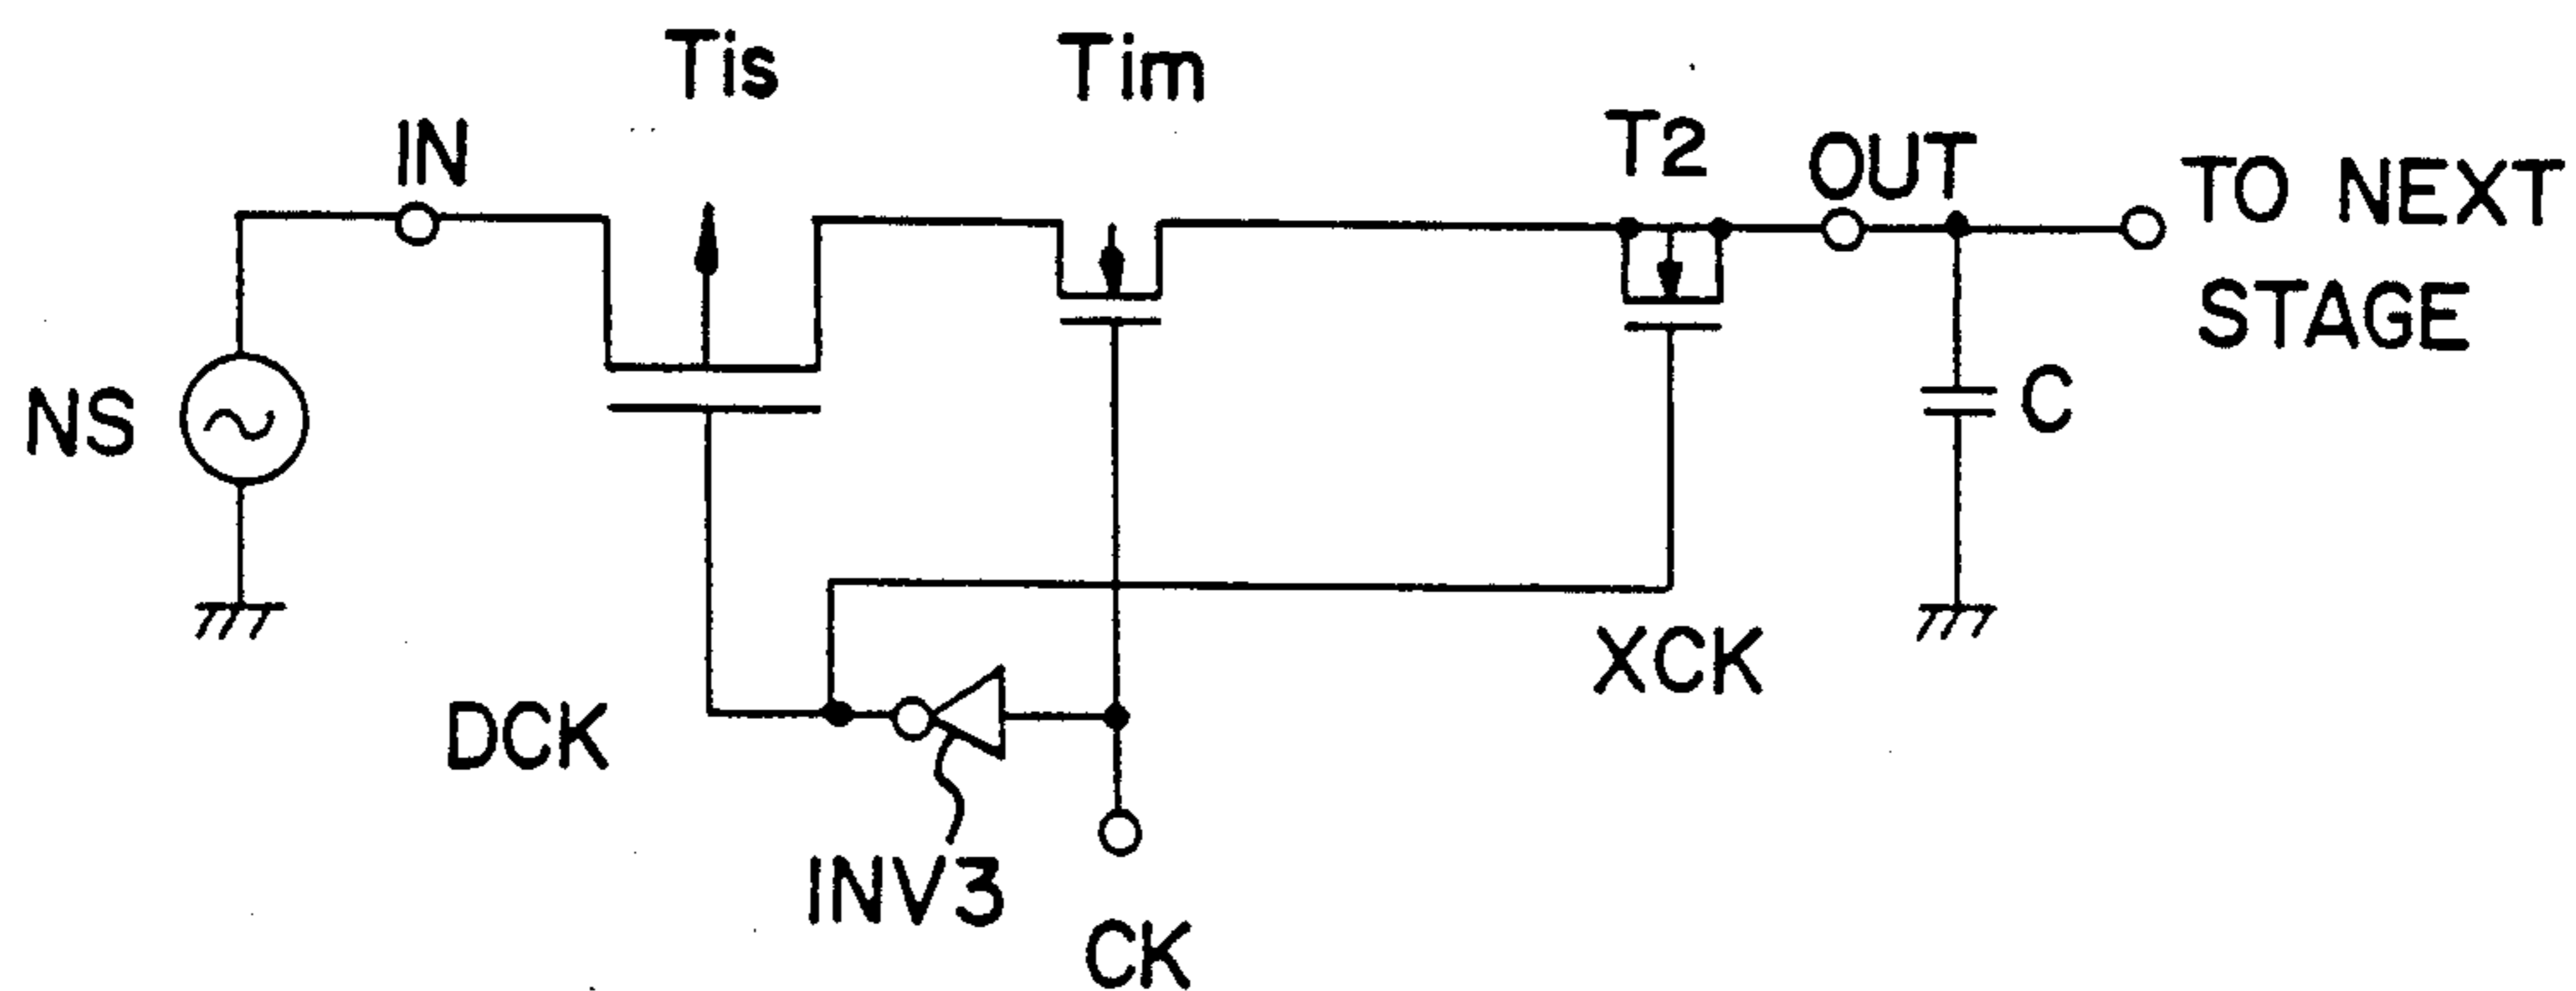 Tis
Tim
IN
T2
OUT
TO NEXT
STAGE
NS
C
XCK
DCK
INV3
CK